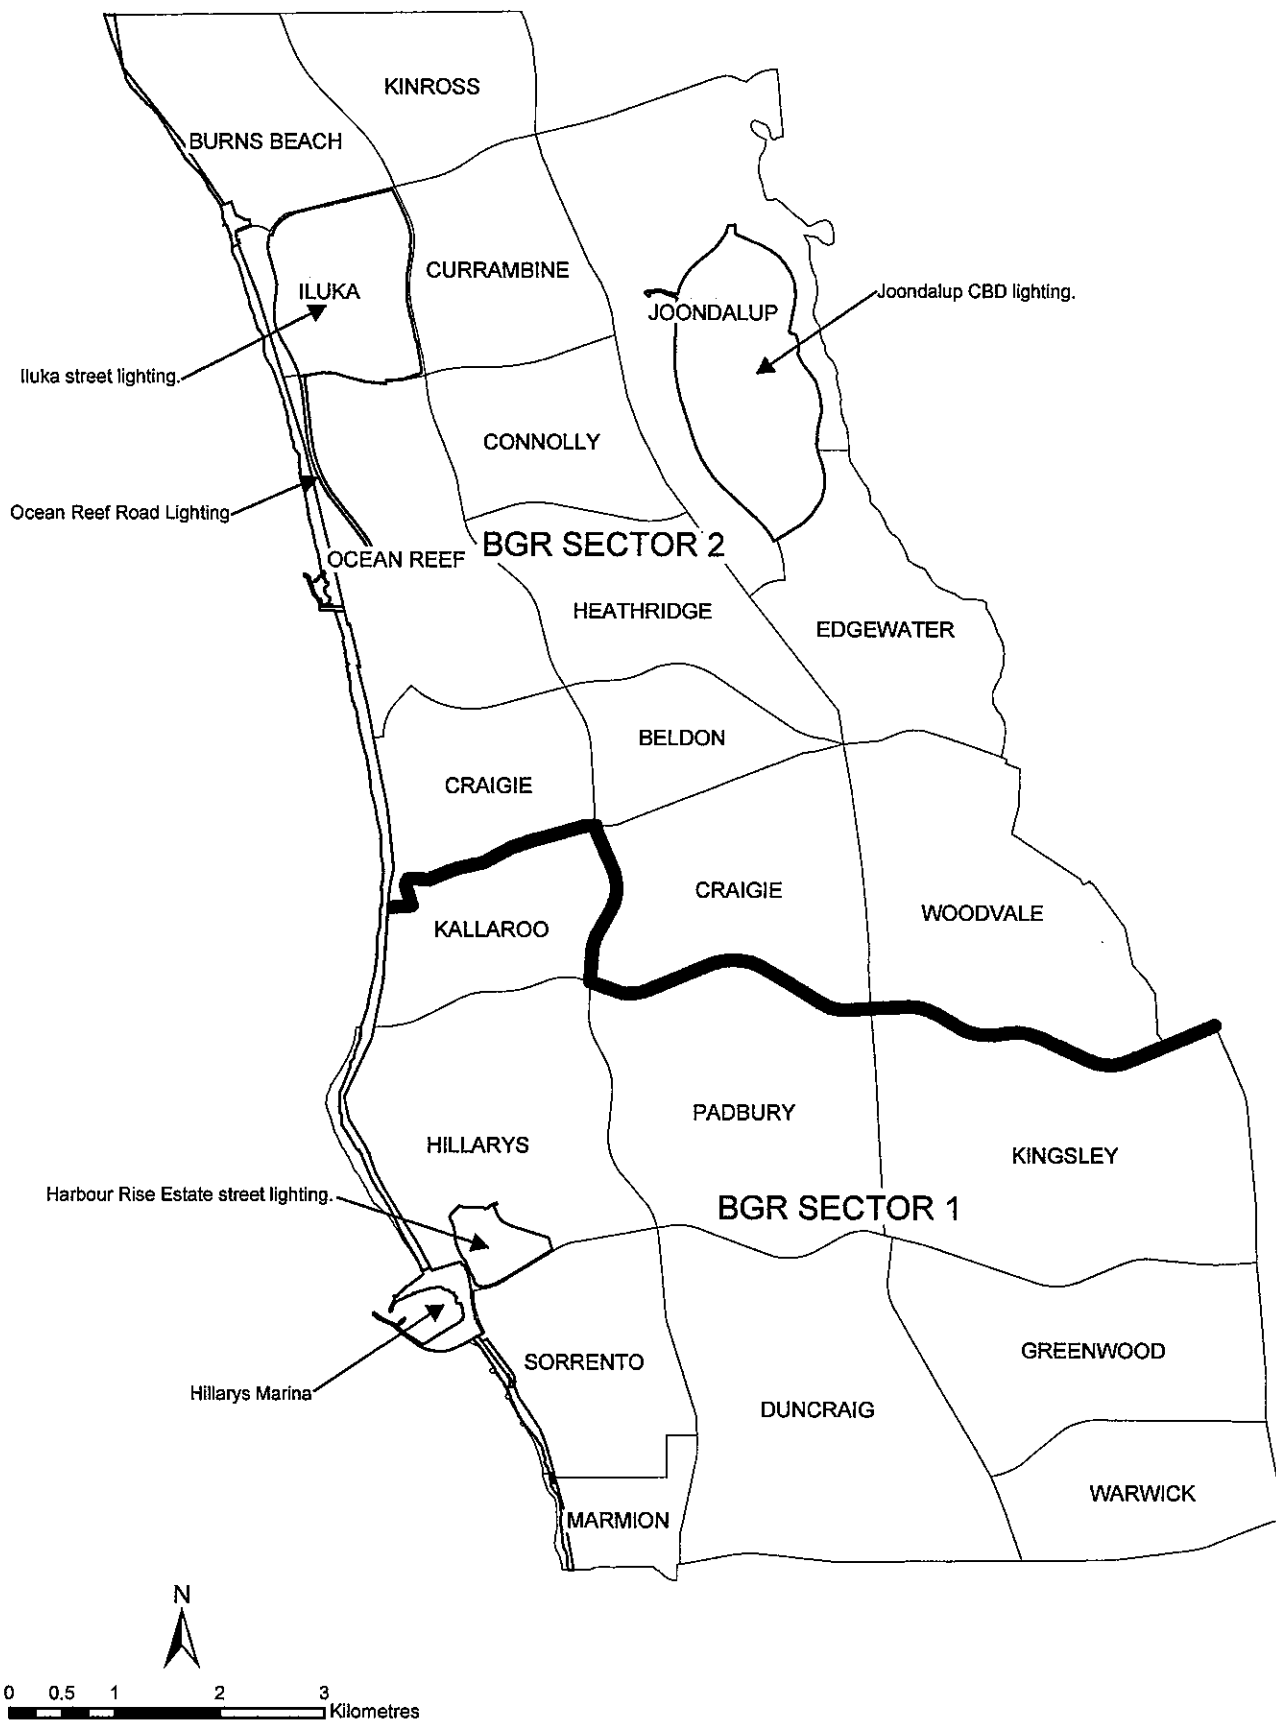 KINROSS
BURNS BEACH
CURRAMBINE
ILUKA
Joondalup CBD lighting.
JOONDALUP
Iluka street lighting.
CONNOLLY
Ocean Reef Road Lighting
BGR SECTOR 2
OCEAN REEF
HEATHRIDGE
EDGEWATER
BELDON
CRAIGIE
CRAIGIE
WOODVALE
KALLAROO
PADBURY
HILLARYS
KINGSLEY
Harbour Rise Estate street lighting.
BGR SECTOR 1
GREENWOOD
SORRENTO
Hillarys Marina
DUNCRAIG
WARWICK
MARMION
N
0 0.5 1 2 3
Kilometres